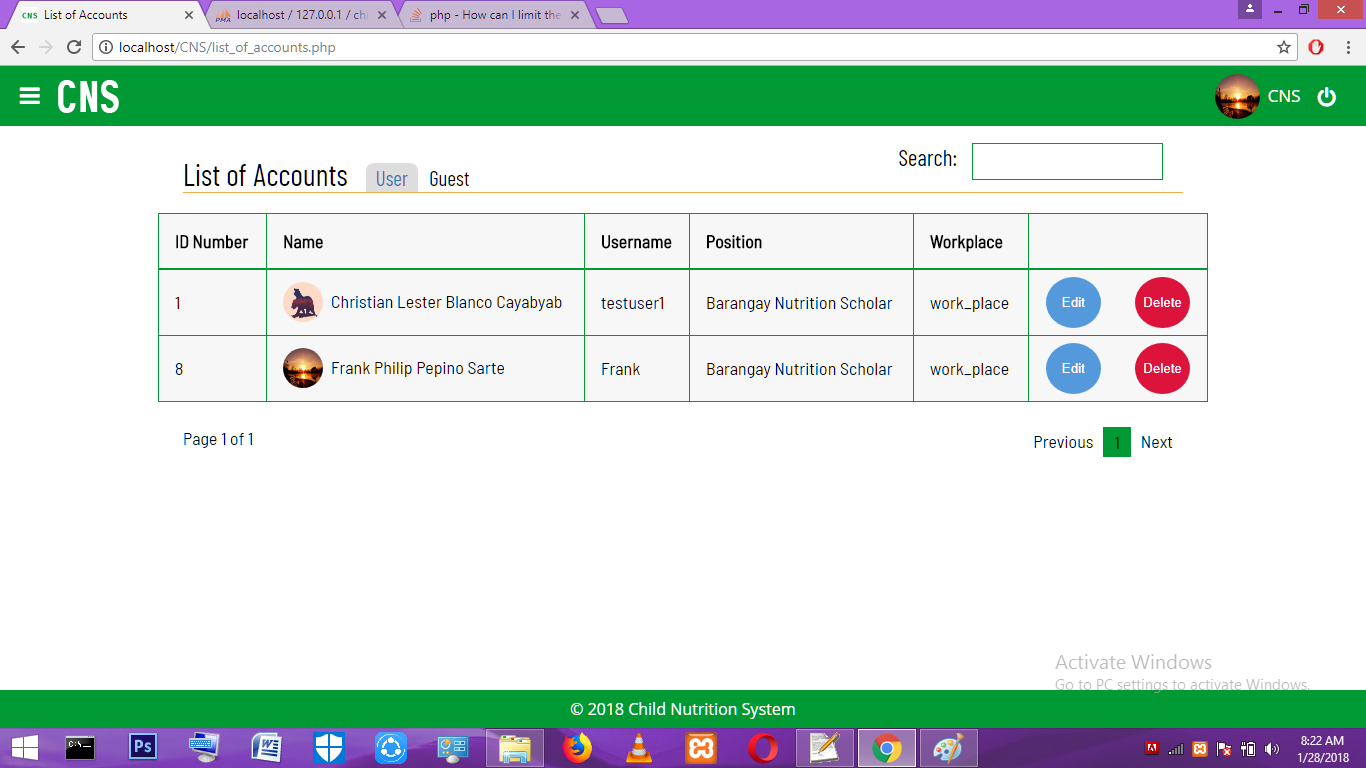 List of Accounts
localhost / 127.0.0.1 / chi
php - How can I limit the
localhost/CNS/list_of_accounts.php
CNS
CNS
List of Accounts User Guest
Search:
ID Number Name Username Position Workplace
1 Christian Lester Blanco Cayabyab testuser1 Barangay Nutrition Scholar work_place Edit Delete
8 Frank Philip Pepino Sarte Frank Barangay Nutrition Scholar work_place Edit Delete
Page 1 of 1
Previous 1 Next
Activate Windows
Go to PC settings to activate Windows.
© 2018 Child Nutrition System
8:22 AM
1/28/2018